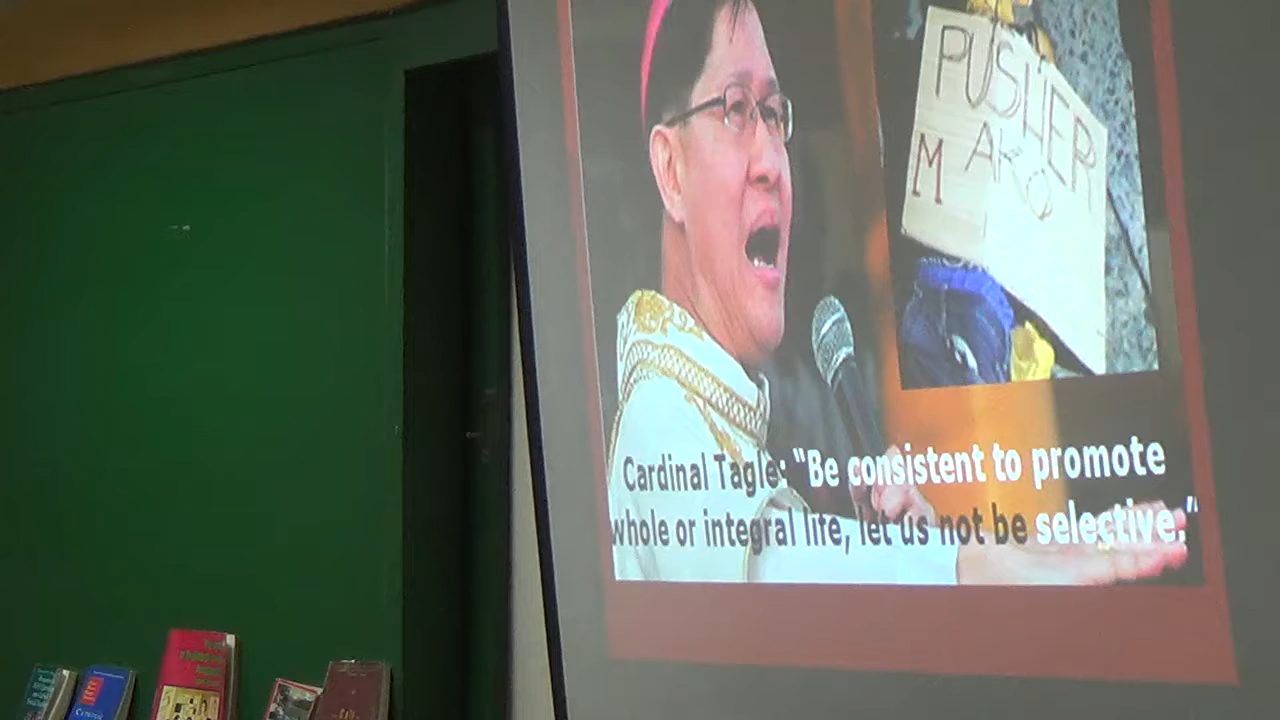 PUSHER
M AKO
Cardinal Tagle: “Be consistent to promote
whole or integral life, let us not be selective.”